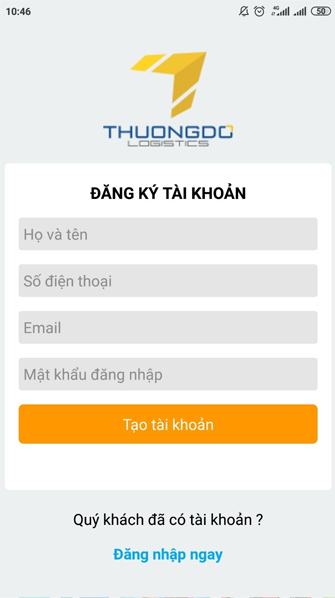 10:46
4G
50
THUONGDO
LOGISTICS
ĐĂNG KÝ TÀI KHOẢN
Họ và tên
Số điện thoại
Email
Mật khẩu đăng nhập
Tạo tài khoản
Quý khách đã có tài khoản ?
Đăng nhập ngay